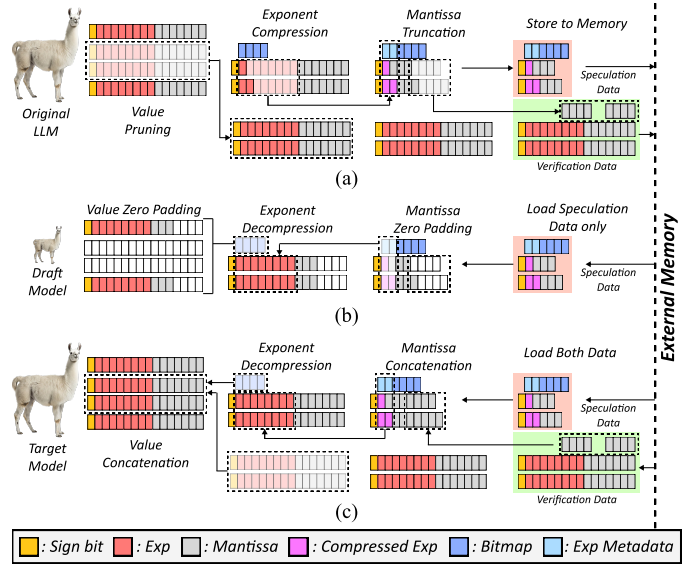 Exponent
Compression
Mantissa
Truncation
Store to Memory
Speculation
Data
Original
LLM
Value
Pruning
Verification Data
(a)
Value Zero Padding
Exponent
Decompression
Mantissa
Zero Padding
Load Speculation
Data only
Draft
Model
Speculation
Data
(b)
External Memory
Exponent
Decompression
Mantissa
Concatenation
Load Both Data
Speculation
Data
Target
Model
Value
Concatenation
Verification Data
(c)
: Sign bit : Exp : Mantissa : Compressed Exp : Bitmap : Exp Metadata